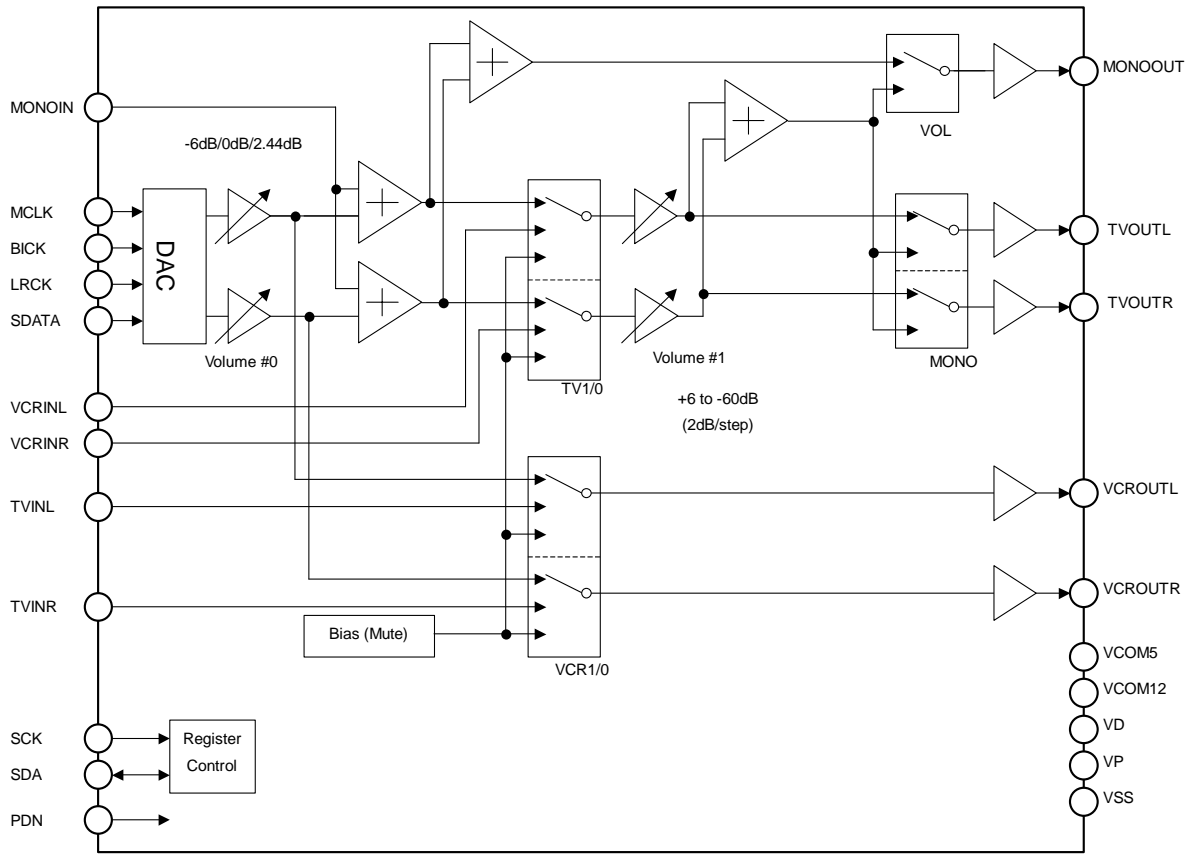 MONOIN
MCLK
BICK
LRCK
SDATA
VCRINL
VCRINR
TVINL
TVINR
SCK
SDA
PDN
-6dB/0dB/2.44dB
DAC
Volume #0
Bias (Mute)
Register
Control
TV1/0
VCR1/0
Volume #1
+6 to -60dB
(2dB/step)
VOL
MONO
MONOOUT
TVOUTL
TVOUTR
VCROUTL
VCROUTR
VCOM5
VCOM12
VD
VP
VSS